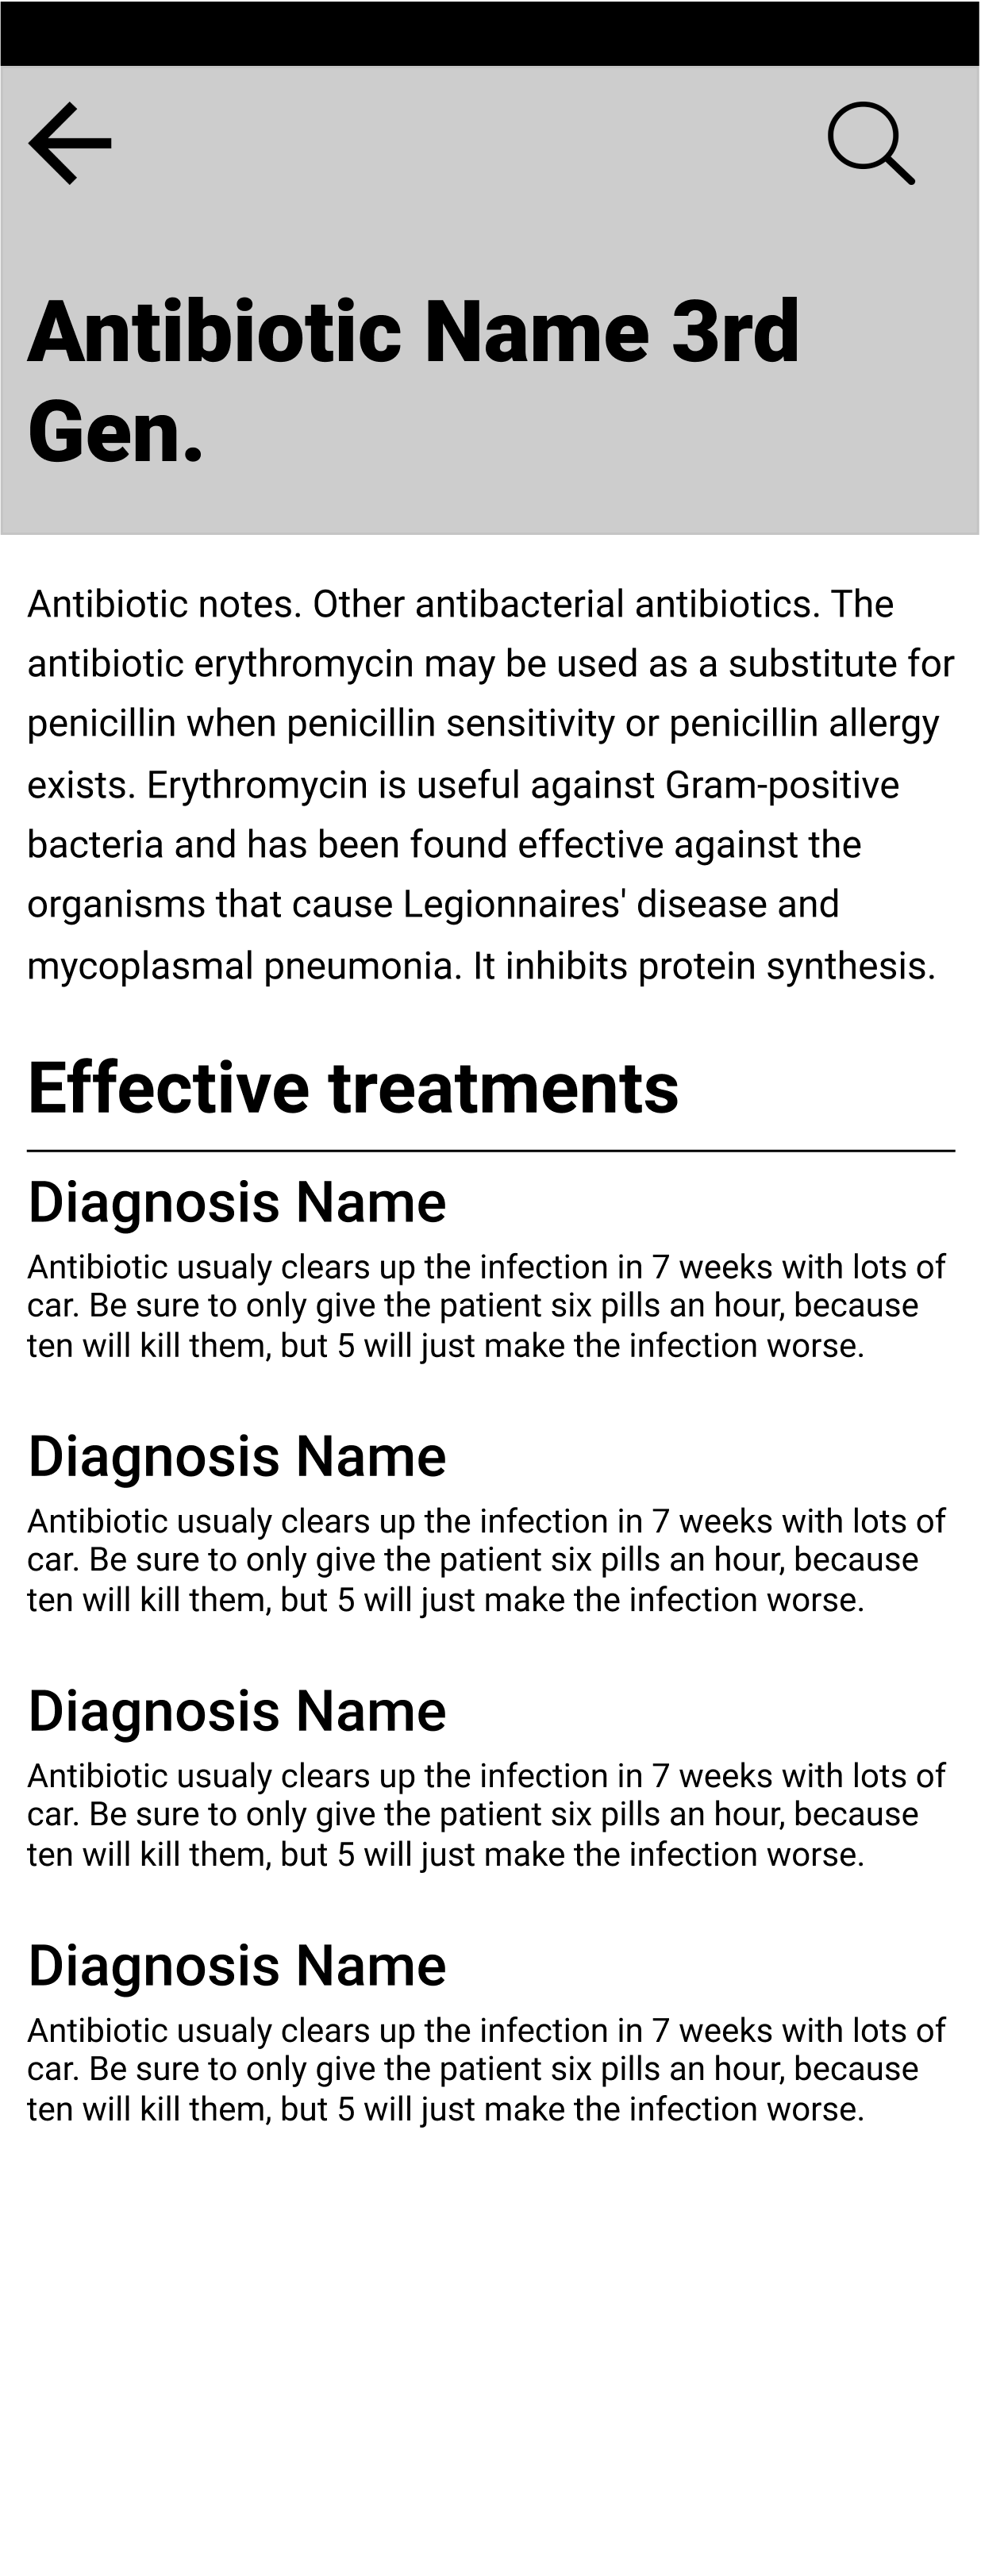 Antibiotic Name 3rd
Gen.
Antibiotic notes. Other antibacterial antibiotics. The
antibiotic erythromycin may be used as a substitute for
penicillin when penicillin sensitivity or penicillin allergy
exists. Erythromycin is useful against Gram-positive
bacteria and has been found effective against the
organisms that cause Legionnaires' disease and
mycoplasmal pneumonia. It inhibits protein synthesis.
Effective treatments
Diagnosis Name
Antibiotic usualy clears up the infection in 7 weeks with lots of
car. Be sure to only give the patient six pills an hour, because
ten will kill them, but 5 will just make the infection worse.
Diagnosis Name
Antibiotic usualy clears up the infection in 7 weeks with lots of
car. Be sure to only give the patient six pills an hour, because
ten will kill them, but 5 will just make the infection worse.
Diagnosis Name
Antibiotic usualy clears up the infection in 7 weeks with lots of
car. Be sure to only give the patient six pills an hour, because
ten will kill them, but 5 will just make the infection worse.
Diagnosis Name
Antibiotic usualy clears up the infection in 7 weeks with lots of
car. Be sure to only give the patient six pills an hour, because
ten will kill them, but 5 will just make the infection worse.